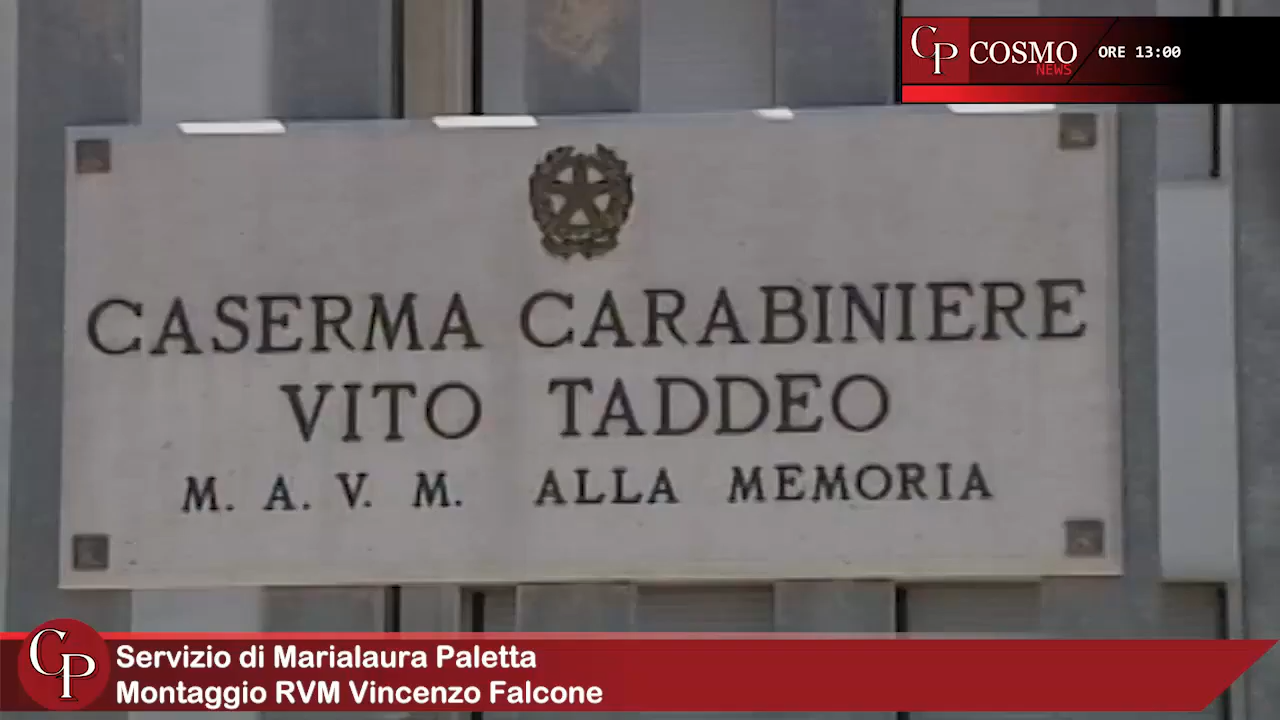 CP COSMO NEWS ORE 13:00
CASERMA CARABINIERE
VITO TADDEO
M. A. V. M. ALLA MEMORIA
CP
Servizio di Marialaura Paletta
Montaggio RVM Vincenzo Falcone